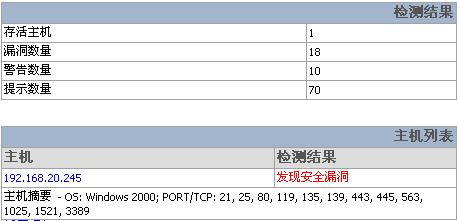 检测结果
存活主机 1
漏洞数量 18
警告数量 10
提示数量 70
主机列表
主机 检测结果
192.168.20.245 发现安全漏洞
主机摘要 - OS: Windows 2000; PORT/TCP: 21, 25, 80, 119, 135, 139, 443, 445, 563,
1025, 1521, 3389